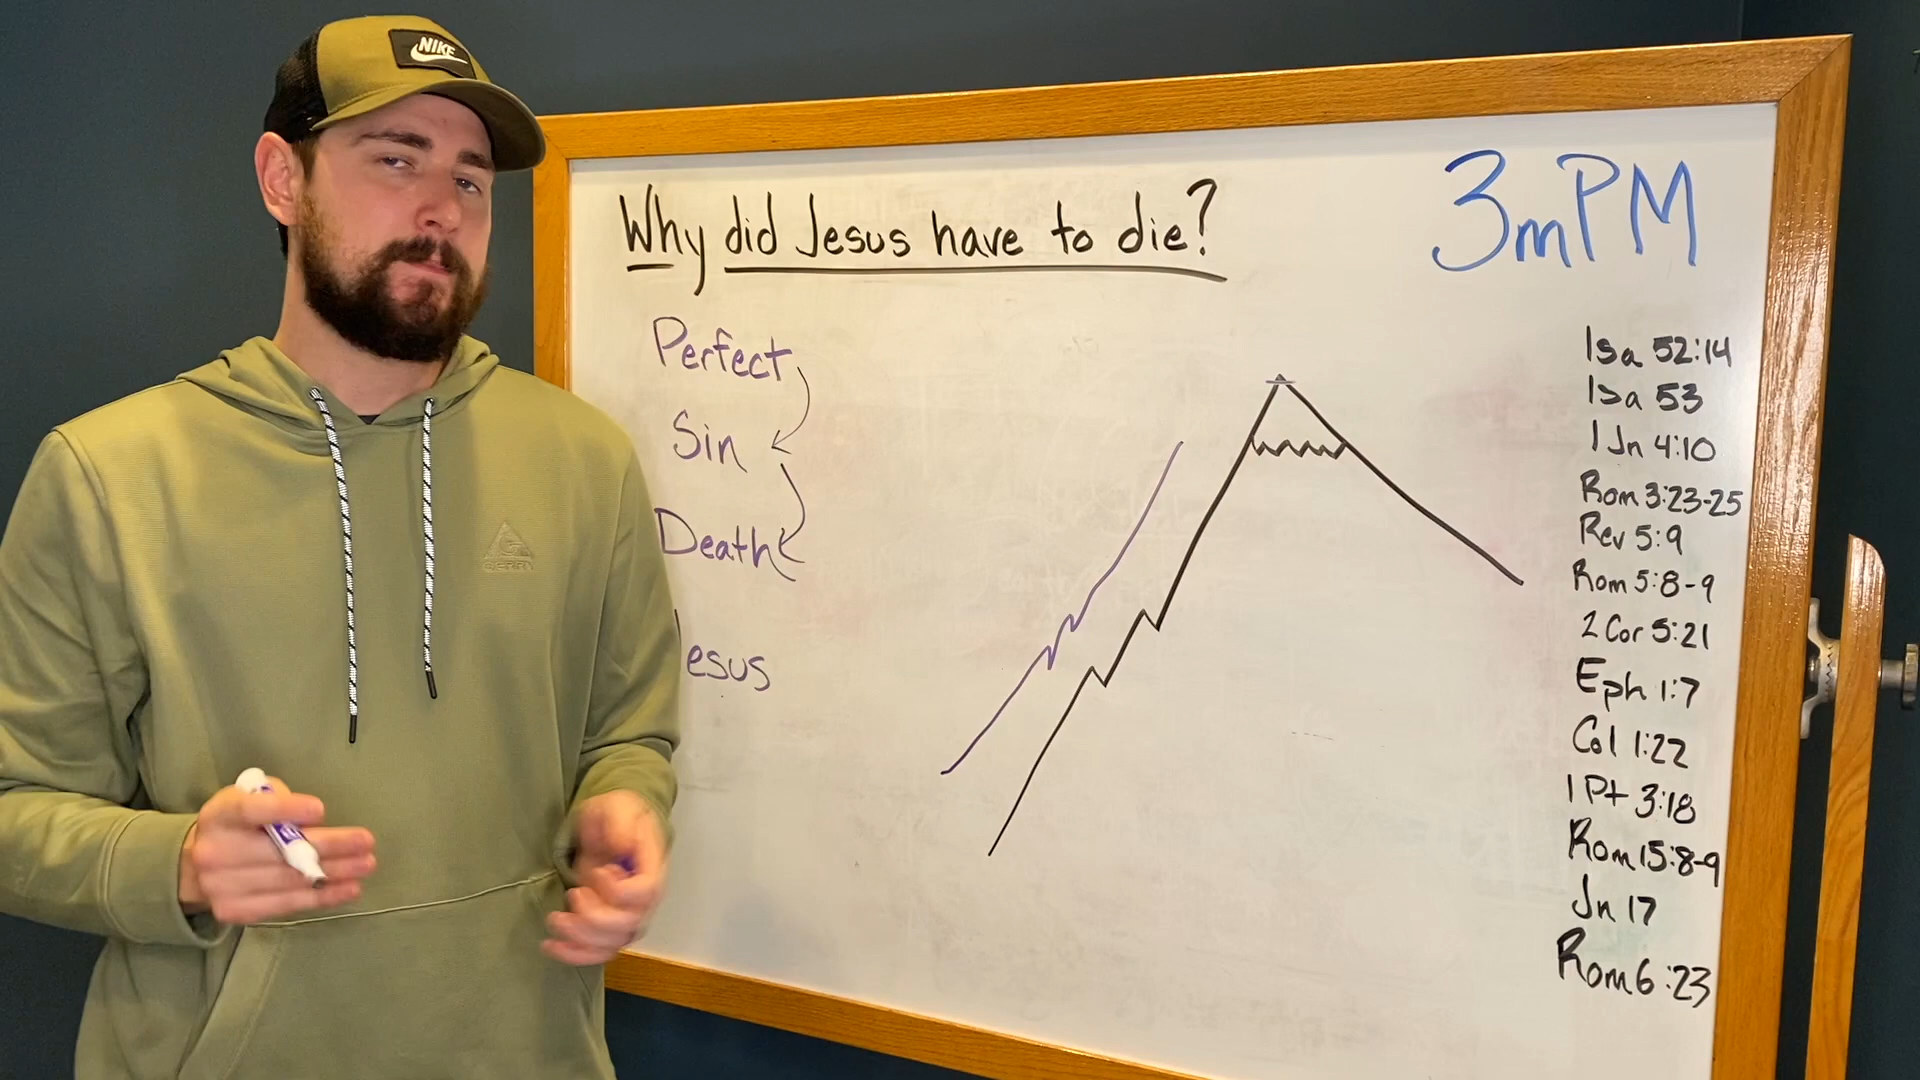 NIKE
Why did Jesus have to die?
3mPM
Perfect
Sin
Death
esus
Isa 52:14
Isa 53
1 Jn 4:10
Rom 3:23-25
Rev 5:9
Rom 5:8-9
2 Cor 5:21
Eph 1:7
Col 1:22
1 Pt 3:18
Rom 15:8-9
Jn 17
Rom 6:23